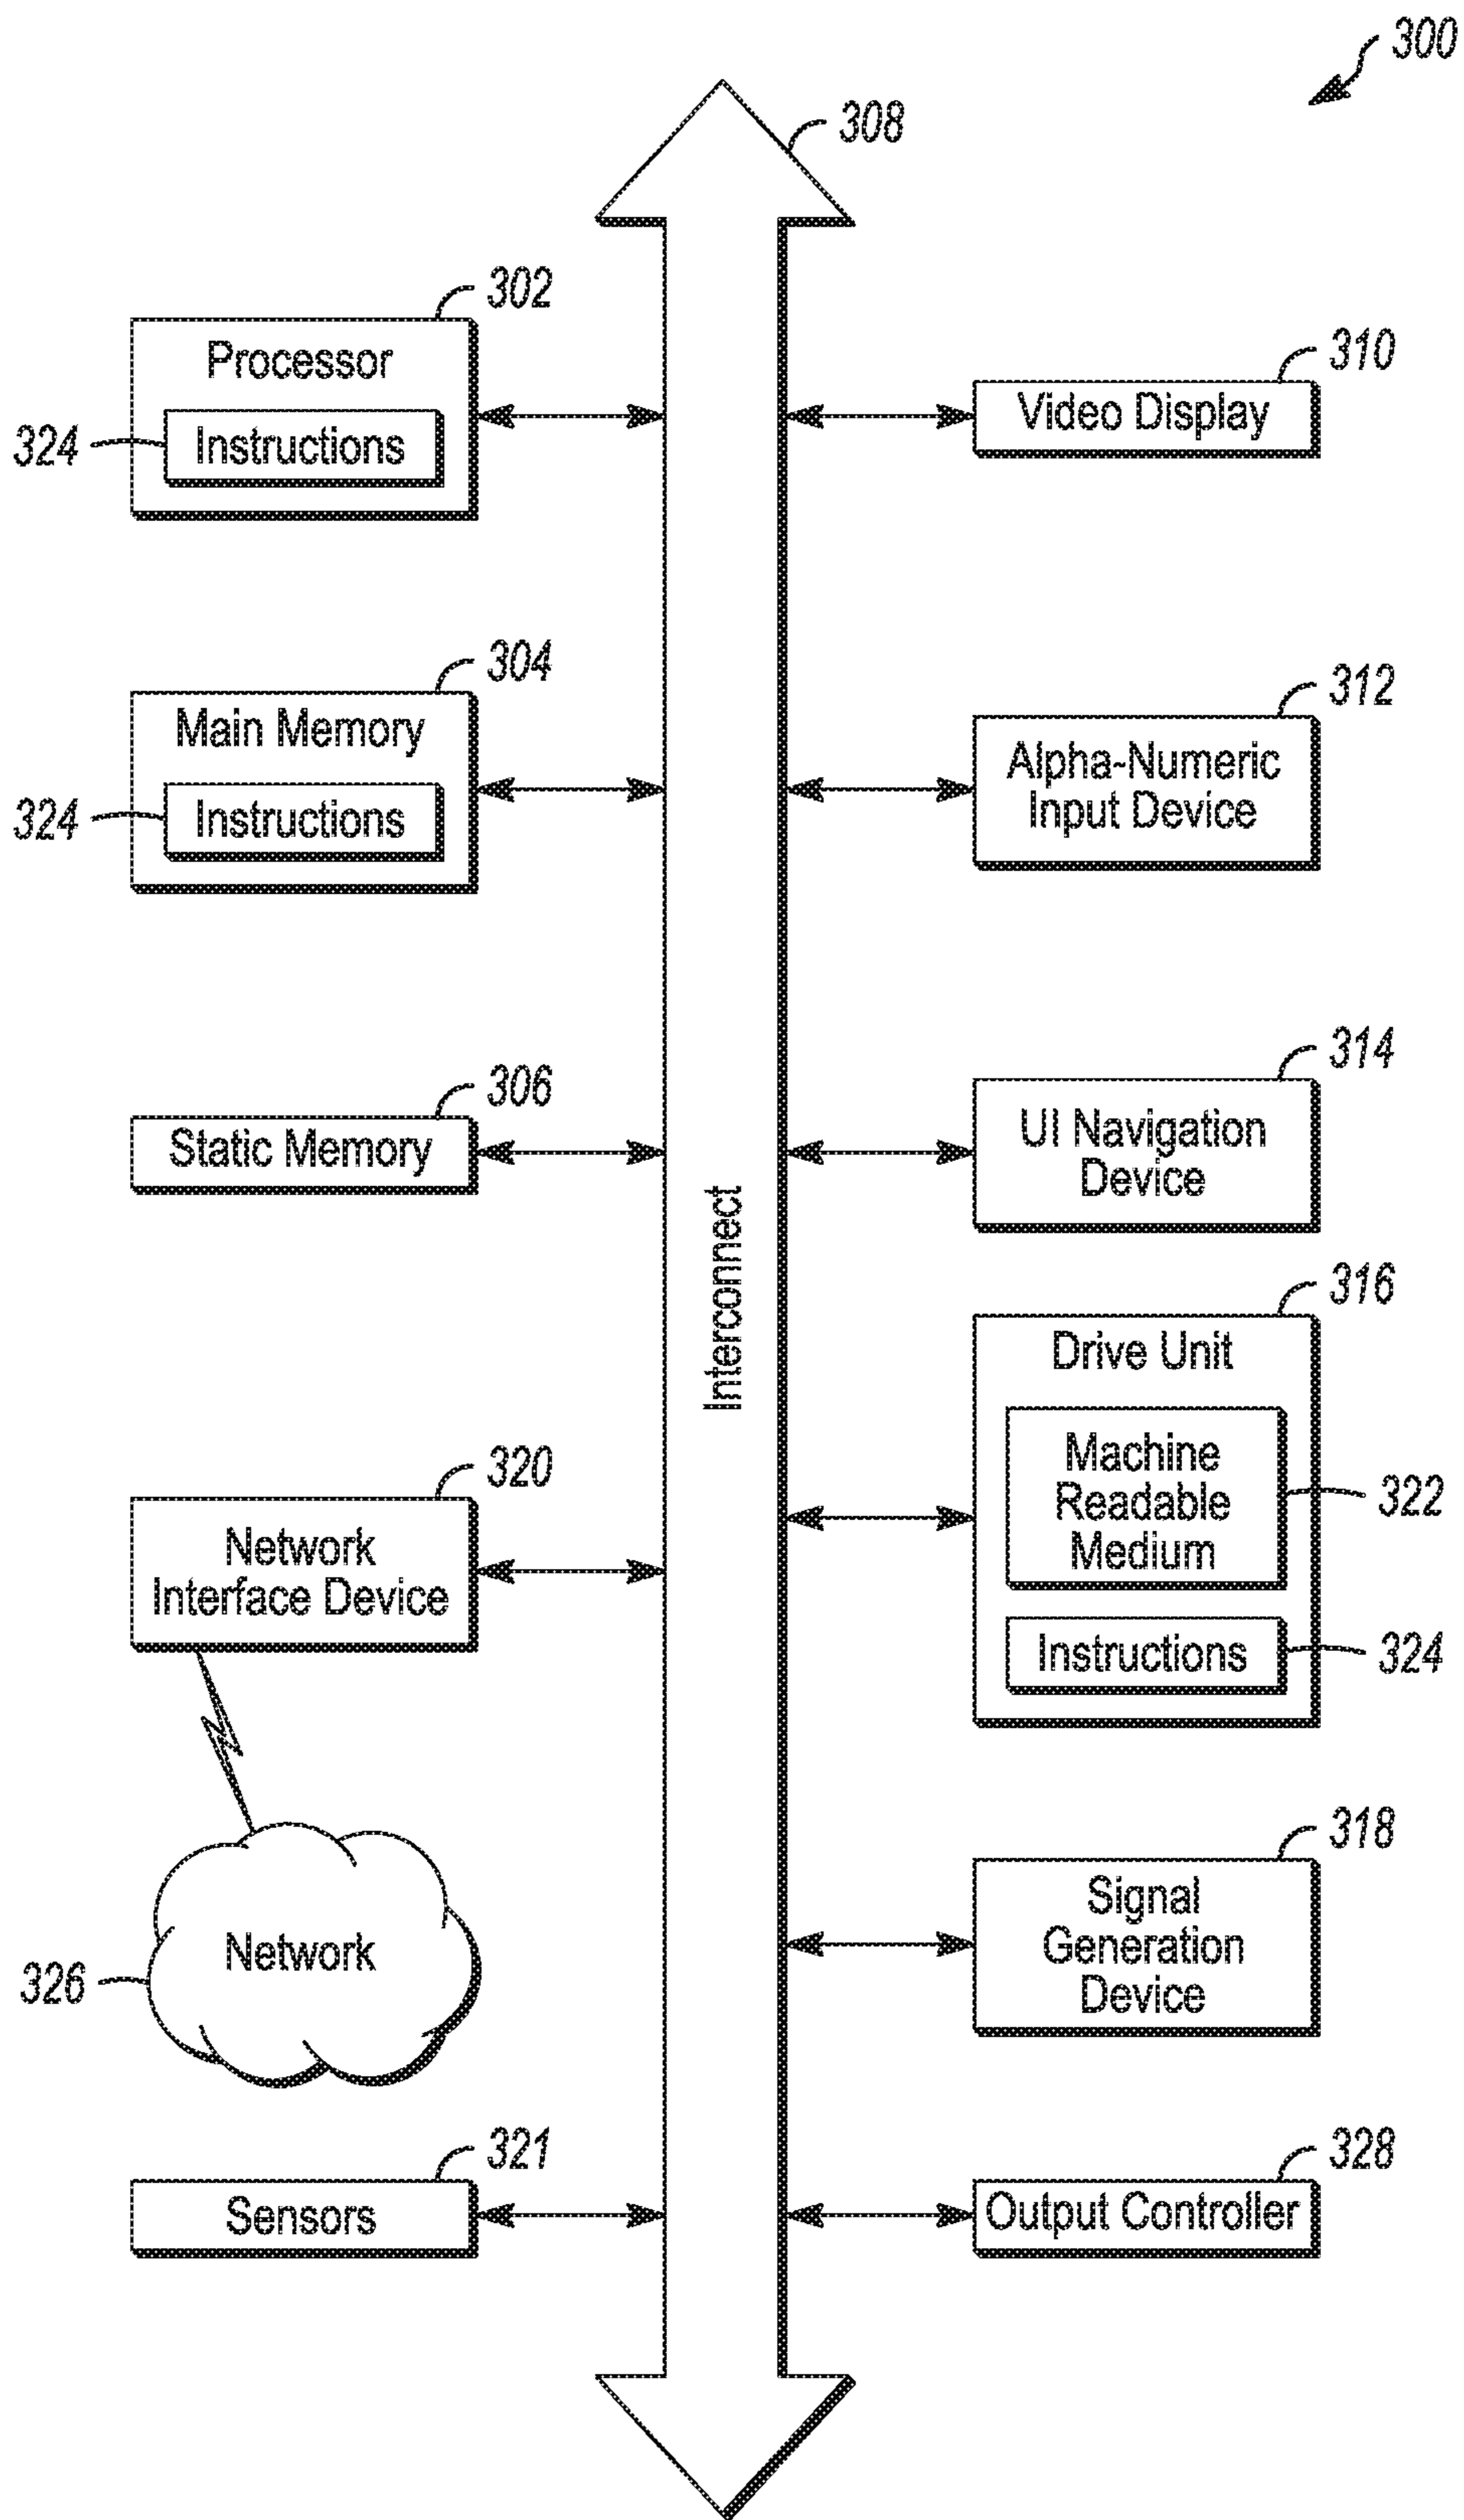 300
308
302
Processor
324
Instructions
310
Video Display
304
Main Memory
324
Instructions
312
Alpha-Numeric
Input Device
306
Static Memory
314
UI Navigation
Device
Interconnect
316
Drive Unit
Machine
Readable
Medium
322
Instructions
324
320
Network
Interface Device
326
Network
318
Signal
Generation
Device
321
Sensors
328
Output Controller